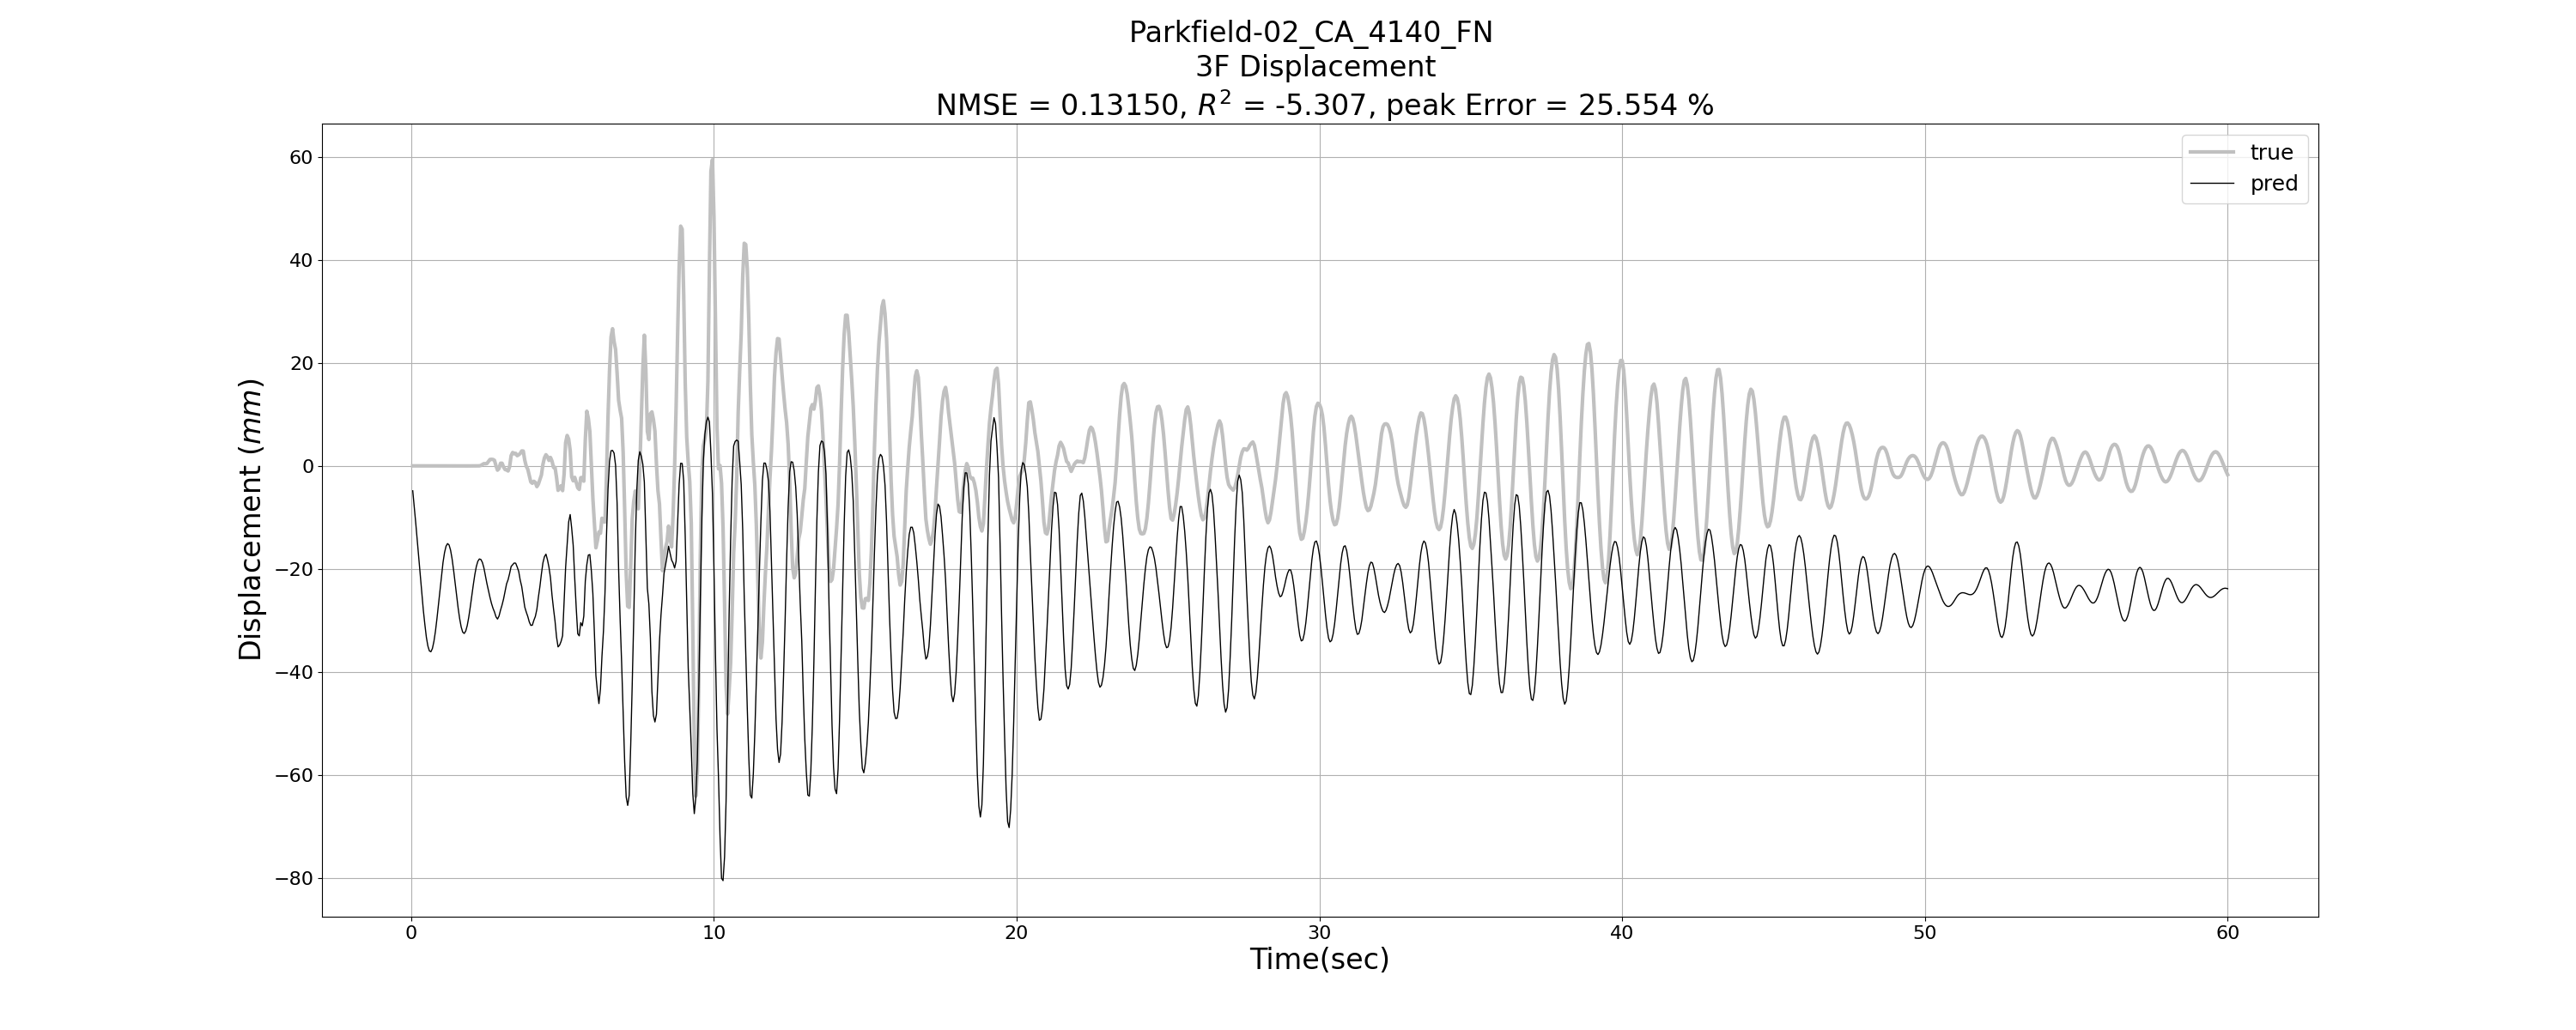 Parkfield-02_CA_4140_FN
3F Displacement
NMSE = 0.13150, R² = -5.307, peak Error = 25.554 %
true
pred
Displacement (mm)
60
40
20
0
−20
−40
−60
−80
0 10 20 30 40 50 60
Time(sec)